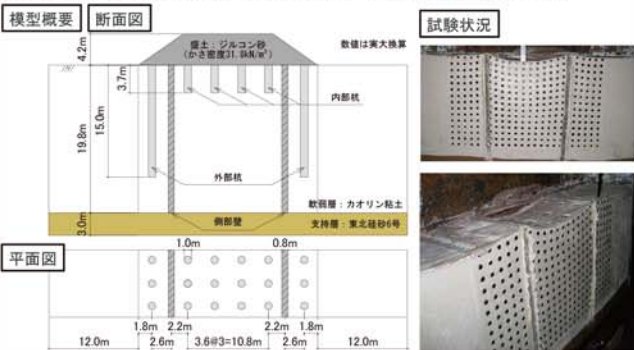 模型概要
断面図
試験状況
4.2m
盛土:ジルコン砂
(かさ密度31.8kN/m³)
数値は実大換算
3.7m
15.0m
19.8m
内部杭
外部杭
軟弱層:カオリン粘土
側部壁
支持層:東北硅砂6号
3.0m
平面図
1.0m
0.8m
1.8m
2.2m
2.2m
1.8m
12.0m
2.6m
3.6@3=10.8m
2.6m
12.0m